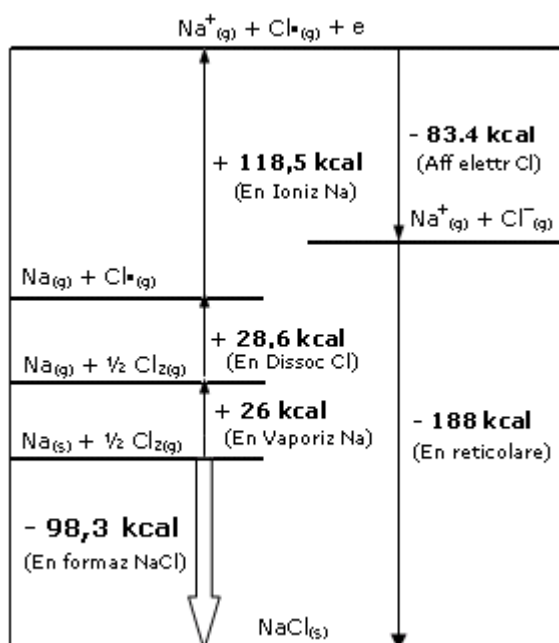 Na⁺(g) + Cl▪(g) + e
- 83.4 kcal
(Aff elettr Cl)
+ 118,5 kcal
(En Ioniz Na)
Na⁺(g) + Cl⁻(g)
Na(g) + Cl▪(g)
+ 28,6 kcal
(En Dissoc Cl)
Na(g) + ½ Cl2(g)
+ 26 kcal
(En Vaporiz Na)
- 188 kcal
(En reticolare)
Na(s) + ½ Cl2(g)
- 98,3 kcal
(En formaz NaCl)
NaCl(s)